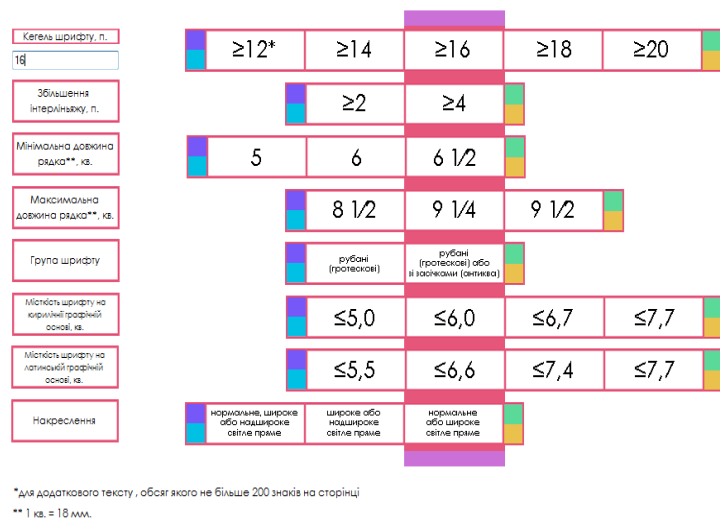 Кегель шрифту, п.
16
≥12* ≥14 ≥16 ≥18 ≥20
Збільшення
інтерліньяжу, п.
≥2 ≥4
Мінімальна довжина
рядка**, кв.
5 6 6 1/2
Максимальна
довжина рядка**, кв.
8 1/2 9 1/4 9 1/2
Група шрифту
рубані
(гротескові)
рубані
(гротескові) або
зі засічками (антиква)
Місткість шрифту на
кирилічній графічній
основі, кв.
≤5,0 ≤6,0 ≤6,7 ≤7,7
Місткість шрифту на
латинській графічній
основі, кв.
≤5,5 ≤6,6 ≤7,4 ≤7,7
Накреслення
нормальне, широке
або надшироке
світле пряме
широке або
надшироке
світле пряме
нормальне
або широке
світле пряме
*для додаткового тексту , обсяг якого не більше 200 знаків на сторінці
** 1 кв. = 18 мм.